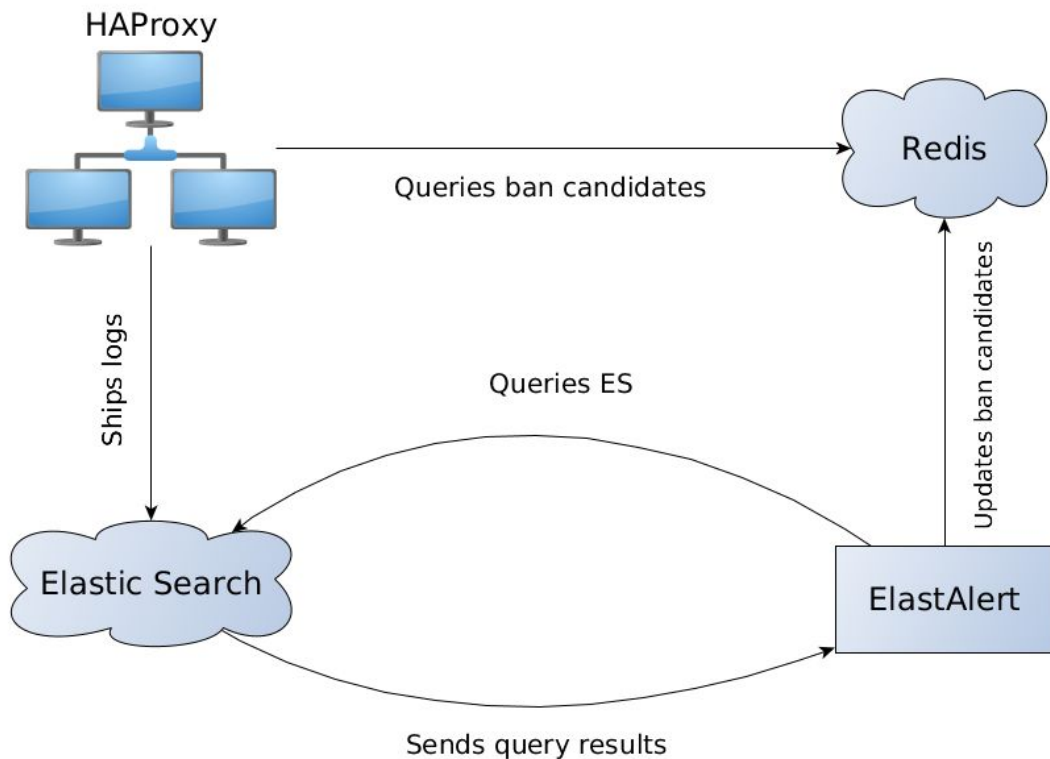 HAProxy
Redis
Queries ban candidates
Ships logs
Updates ban candidates
Queries ES
Elastic Search
ElastAlert
Sends query results